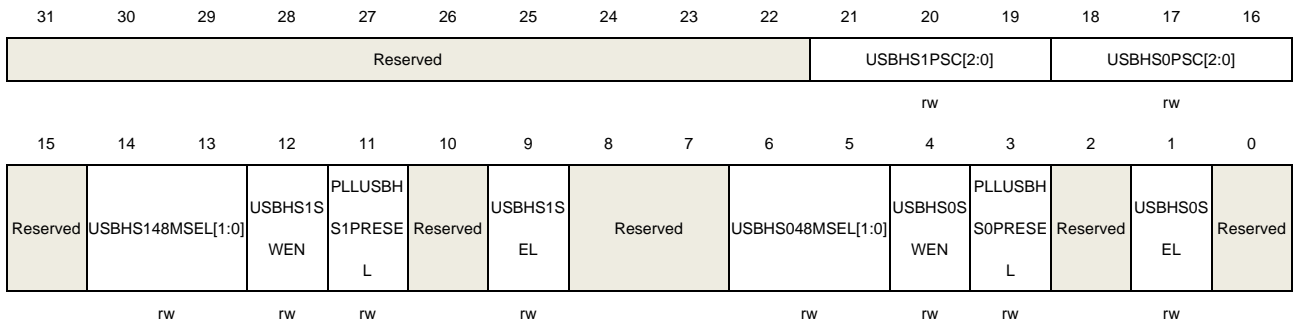 31 30 29 28 27 26 25 24 23 22 21 20 19 18 17 16
Reserved USBHS1PSC[2:0] USBHS0PSC[2:0]
rw rw
15 14 13 12 11 10 9 8 7 6 5 4 3 2 1 0
Reserved USBHS148MSEL[1:0] USBHS1S
WEN PLLUSBH
S1PRESE
L Reserved USBHS1S
EL Reserved USBHS048MSEL[1:0] USBHS0S
WEN PLLUSBH
S0PRESE
L Reserved USBHS0S
EL Reserved
rw rw rw rw rw rw rw rw